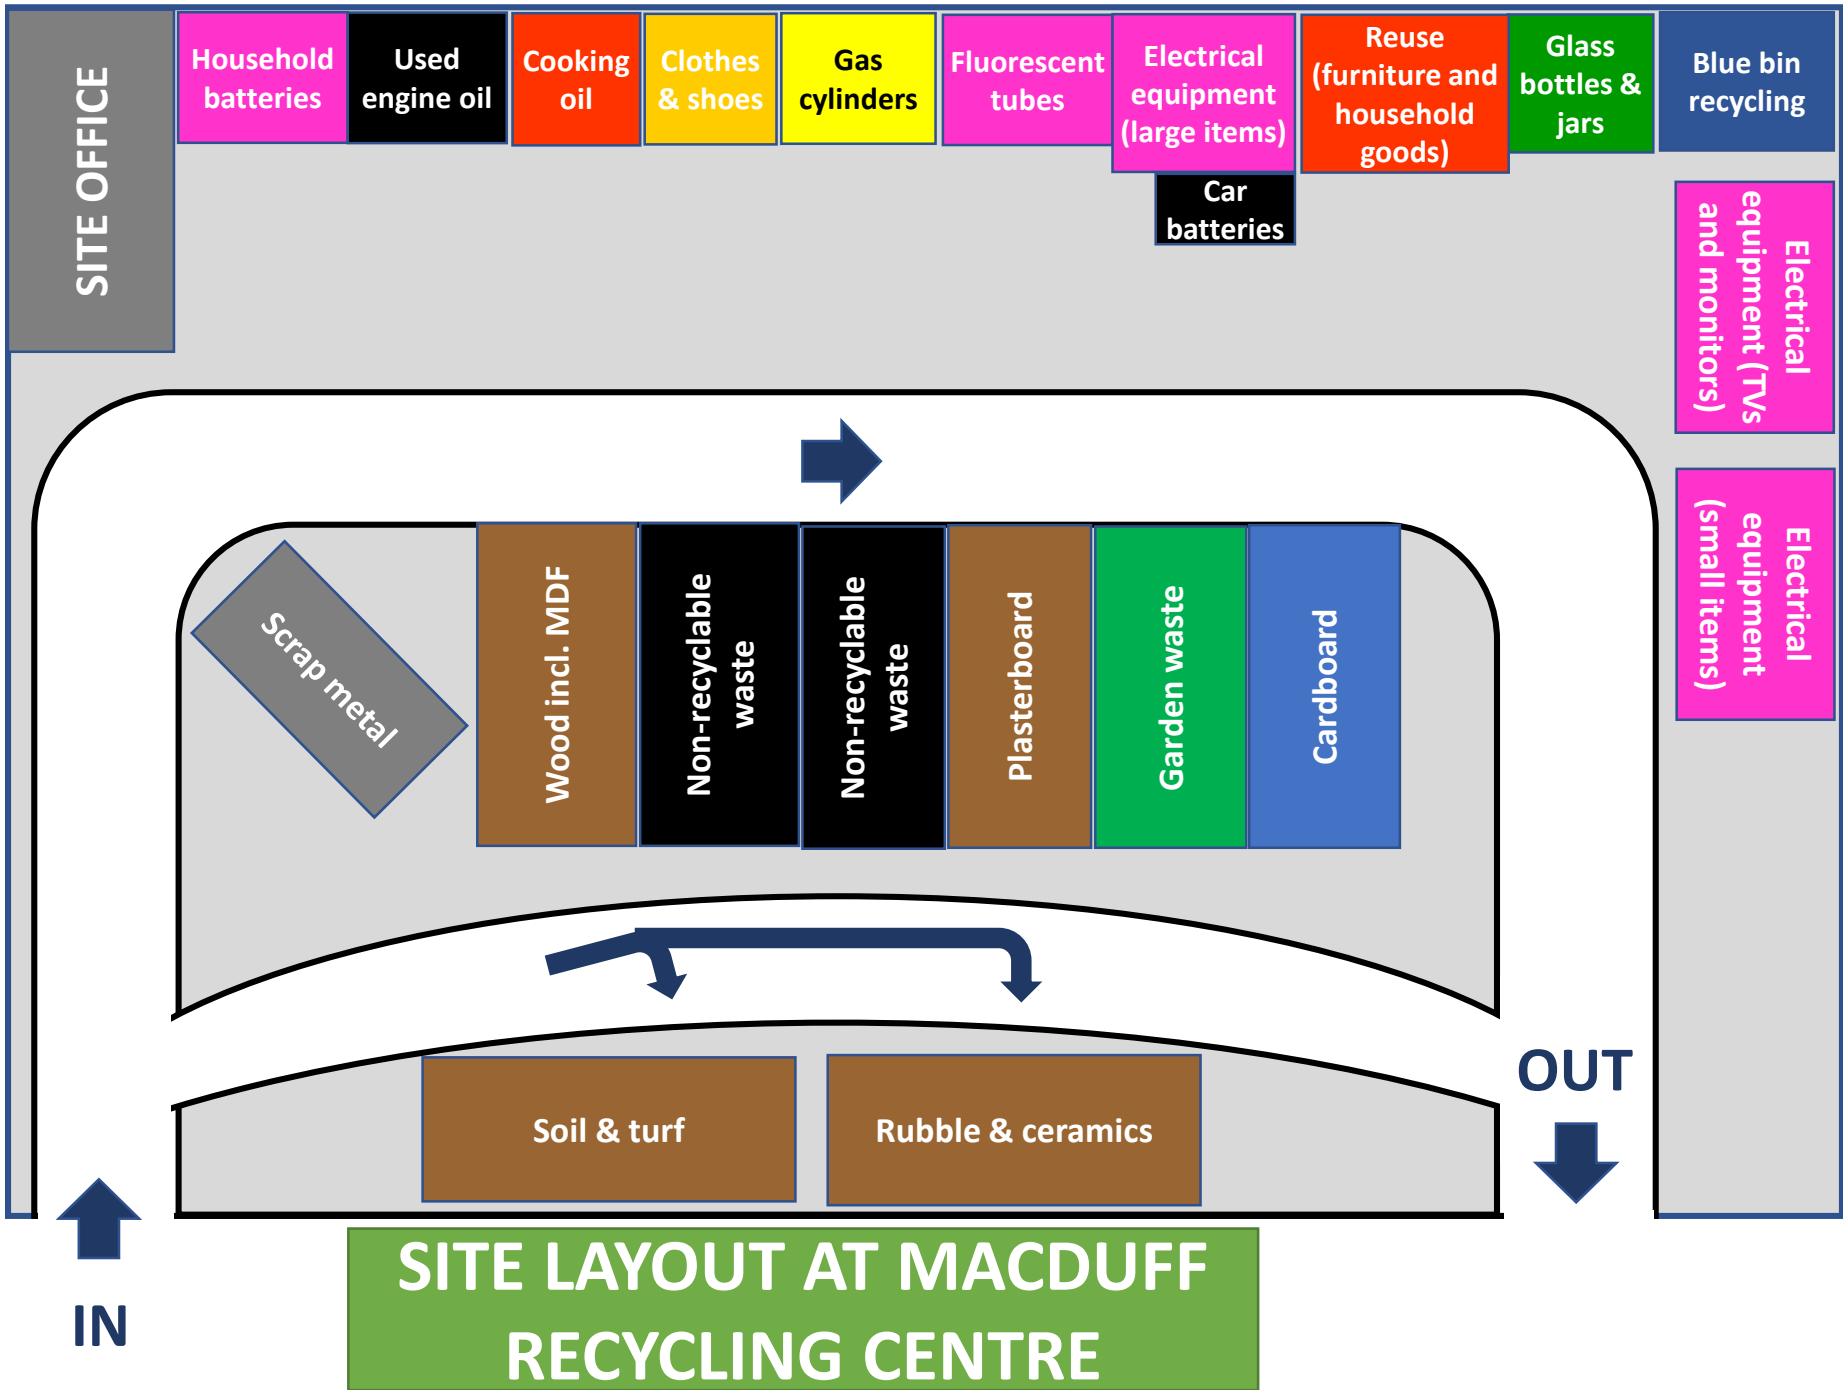 SITE OFFICE
Household
batteries
Used
engine oil
Cooking
oil
Clothes
& shoes
Gas
cylinders
Fluorescent
tubes
Electrical
equipment
(large items)
Car
batteries
Reuse
(furniture and
household
goods)
Glass
bottles &
jars
Blue bin
recycling
Electrical
equipment (TVs
and monitors)
Electrical
equipment
(small items)
Scrap metal
Wood incl. MDF
Non-recyclable
waste
Non-recyclable
waste
Plasterboard
Garden waste
Cardboard
Soil & turf
Rubble & ceramics
OUT
IN
SITE LAYOUT AT MACDUFF
RECYCLING CENTRE